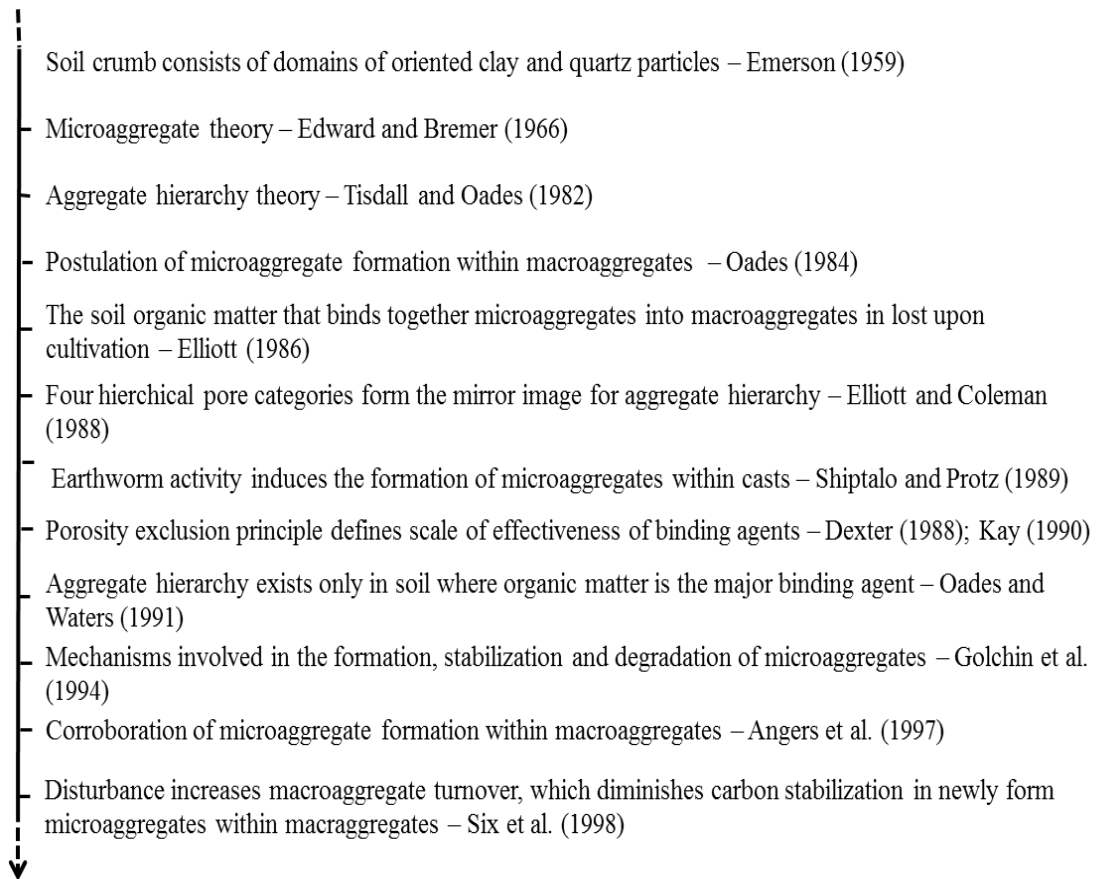 Soil crumb consists of domains of oriented clay and quartz particles – Emerson (1959)
Microaggregate theory – Edward and Bremer (1966)
Aggregate hierarchy theory – Tisdall and Oades (1982)
Postulation of microaggregate formation within macroaggregates – Oades (1984)
The soil organic matter that binds together microaggregates into macroaggregates in lost upon
cultivation – Elliott (1986)
Four hierchical pore categories form the mirror image for aggregate hierarchy – Elliott and Coleman
(1988)
Earthworm activity induces the formation of microaggregates within casts – Shiptalo and Protz (1989)
Porosity exclusion principle defines scale of effectiveness of binding agents – Dexter (1988); Kay (1990)
Aggregate hierarchy exists only in soil where organic matter is the major binding agent – Oades and
Waters (1991)
Mechanisms involved in the formation, stabilization and degradation of microaggregates – Golchin et al.
(1994)
Corroboration of microaggregate formation within macroaggregates – Angers et al. (1997)
Disturbance increases macroaggregate turnover, which diminishes carbon stabilization in newly form
microaggregates within macraggregates – Six et al. (1998)